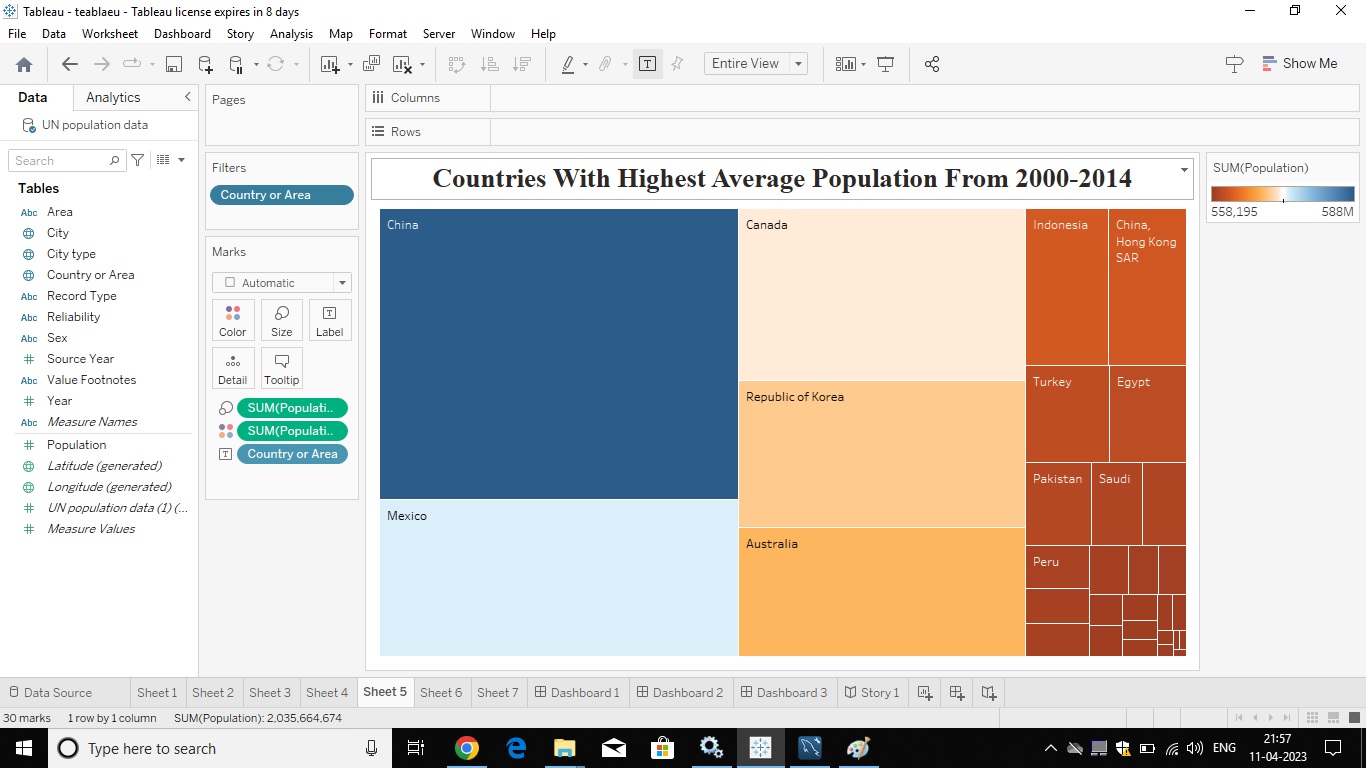 Tableau - teablaeu - Tableau license expires in 8 days
File Data Worksheet Dashboard Story Analysis Map Format Server Window Help
Entire View
Show Me
Data Analytics
UN population data
Search
Tables
Abc Area
City
City type
Country or Area
Abc Record Type
Abc Reliability
Abc Sex
Source Year
Abc Value Footnotes
Year
Abc Measure Names
Population
Latitude (generated)
Longitude (generated)
UN population data (1) (...
Measure Values
Pages
Filters
Country or Area
Marks
Automatic
Color Size Label
Detail Tooltip
SUM(Populati..
SUM(Populati..
Country or Area
Columns
Rows
Countries With Highest Average Population From 2000-2014
China
Mexico
Canada
Republic of Korea
Australia
Indonesia
China,
Hong Kong
SAR
Turkey
Egypt
Pakistan
Saudi
Peru
SUM(Population)
558,195 588M
Data Source Sheet 1 Sheet 2 Sheet 3 Sheet 4 Sheet 5 Sheet 6 Sheet 7 Dashboard 1 Dashboard 2 Dashboard 3 Story 1
30 marks 1 row by 1 column SUM(Population): 2,035,664,674
Type here to search
ENG
21:57
11-04-2023